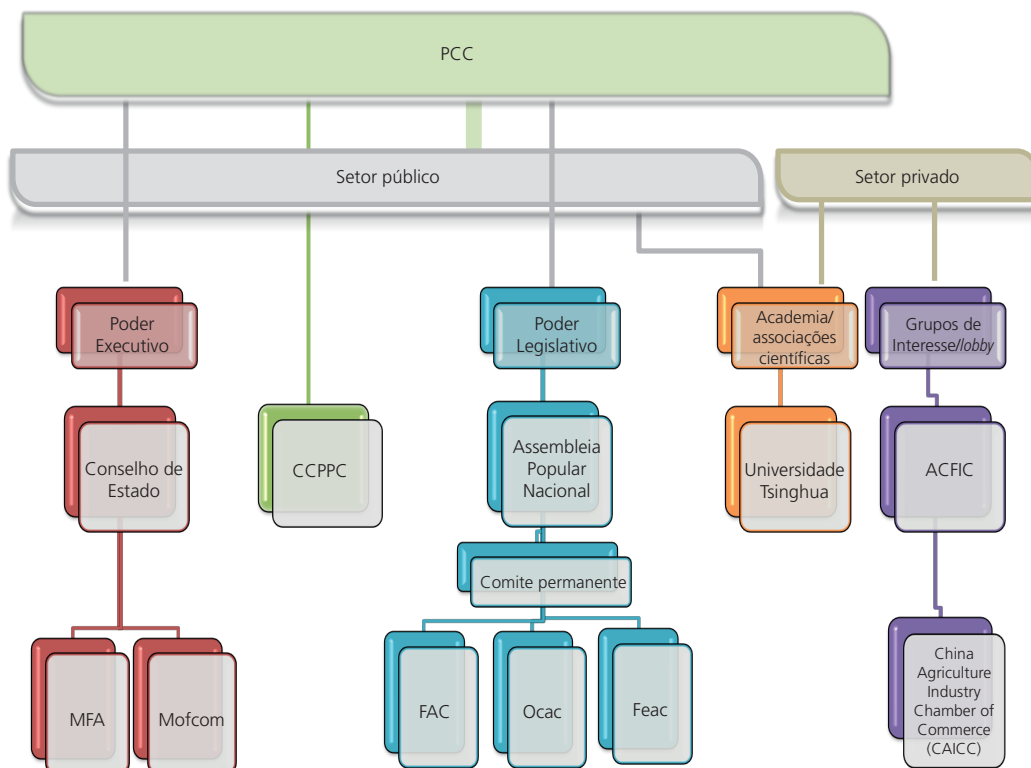 PCC
Setor público
Setor privado
Poder
Executivo
Poder
Legislativo
Academia/
associações
científicas
Grupos de
Interesse/lobby
Conselho de
Estado
CCPPC
Assembleia
Popular
Nacional
Universidade
Tsinghua
ACFIC
Comite permanente
MFA
Mofcom
FAC
Ocac
Feac
China
Agriculture
Industry
Chamber of
Commerce
(CAICC)